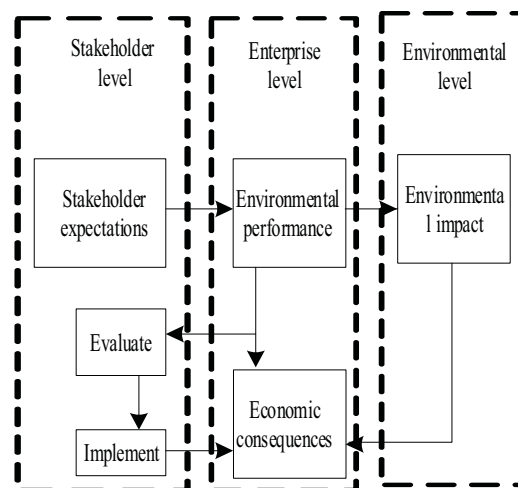 Stakeholder
level
Enterprise
level
Environmental
level
Stakeholder
expectations
Environmental
performance
Environmenta
l impact
Evaluate
Implement
Economic
consequences